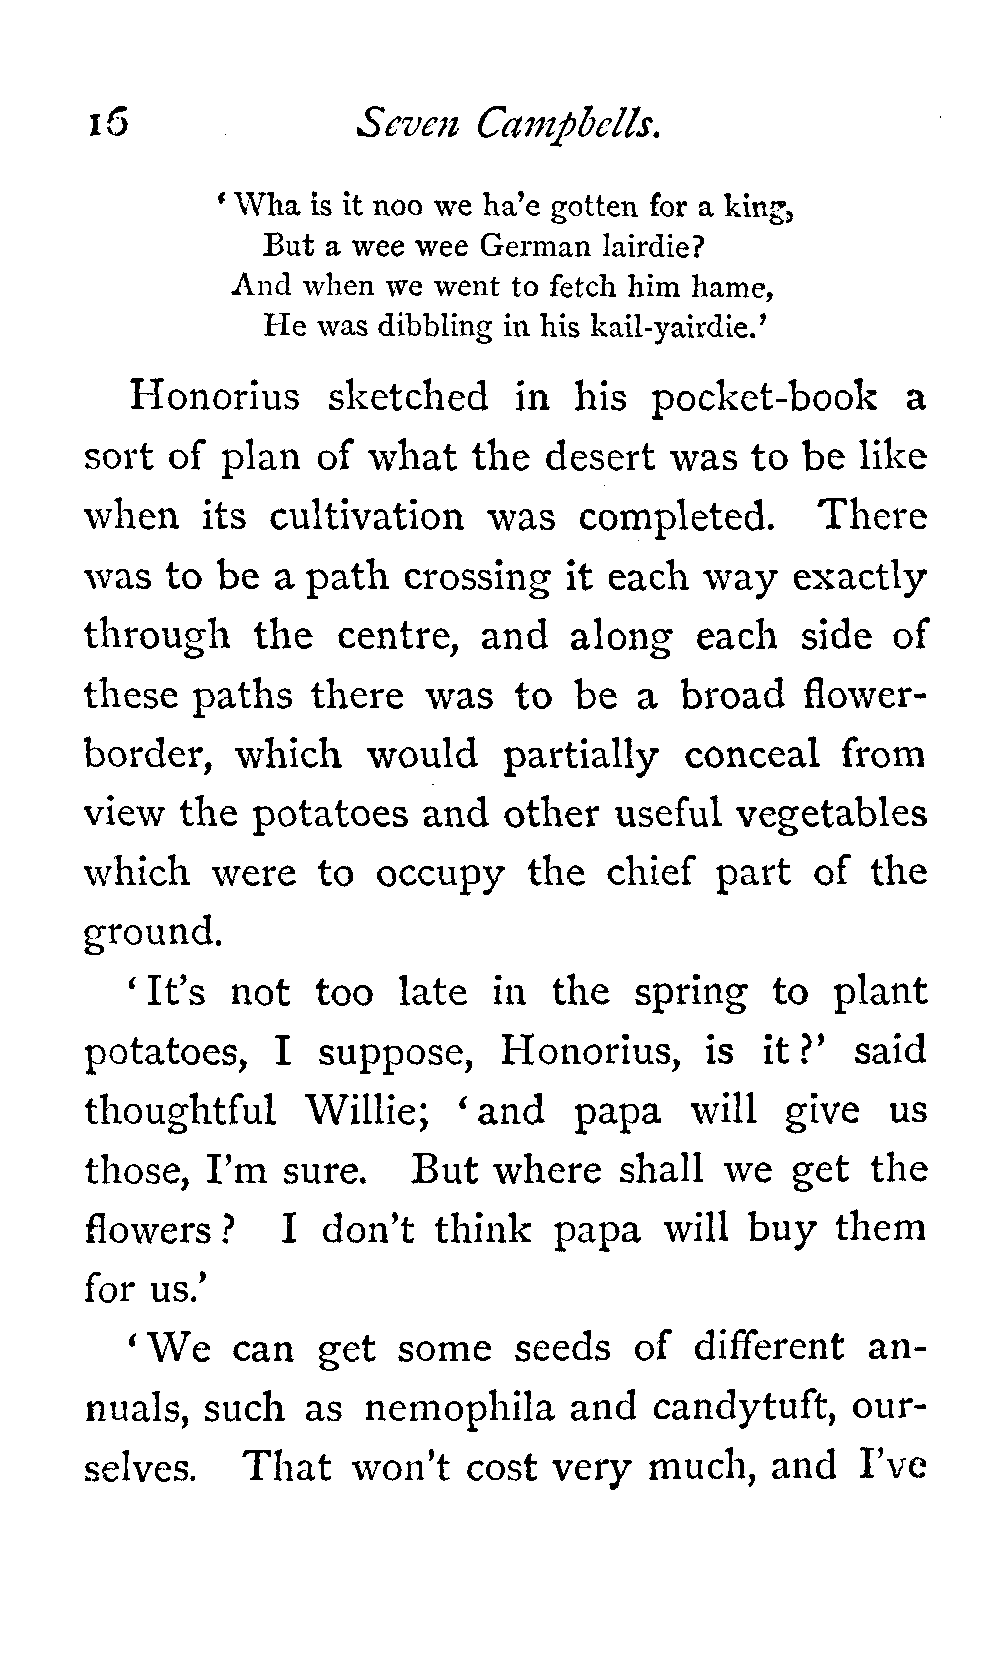 16 Seven Campbells.
‘Wha is it noo we ha’e gotten for a king,
But a wee wee German lairdie?
And when we went to fetch him hame,
He was dibbling in his kail-yairdie.’
Honorius sketched in his pocket-book a
sort of plan of what the desert was to be like
when its cultivation was completed. There
was to be a path crossing it each way exactly
through the centre, and along each side of
these paths there was to be a broad flower-
border, which would partially conceal from
view the potatoes and other useful vegetables
which were to occupy the chief part of the
ground.
‘It’s not too late in the spring to plant
potatoes, I suppose, Honorius, is it?’ said
thoughtful Willie; ‘and papa will give us
those, I’m sure. But where shall we get the
flowers? I don’t think papa will buy them
for us.’
‘We can get some seeds of different an-
nuals, such as nemophila and candytuft, our-
selves. That won’t cost very much, and I’ve